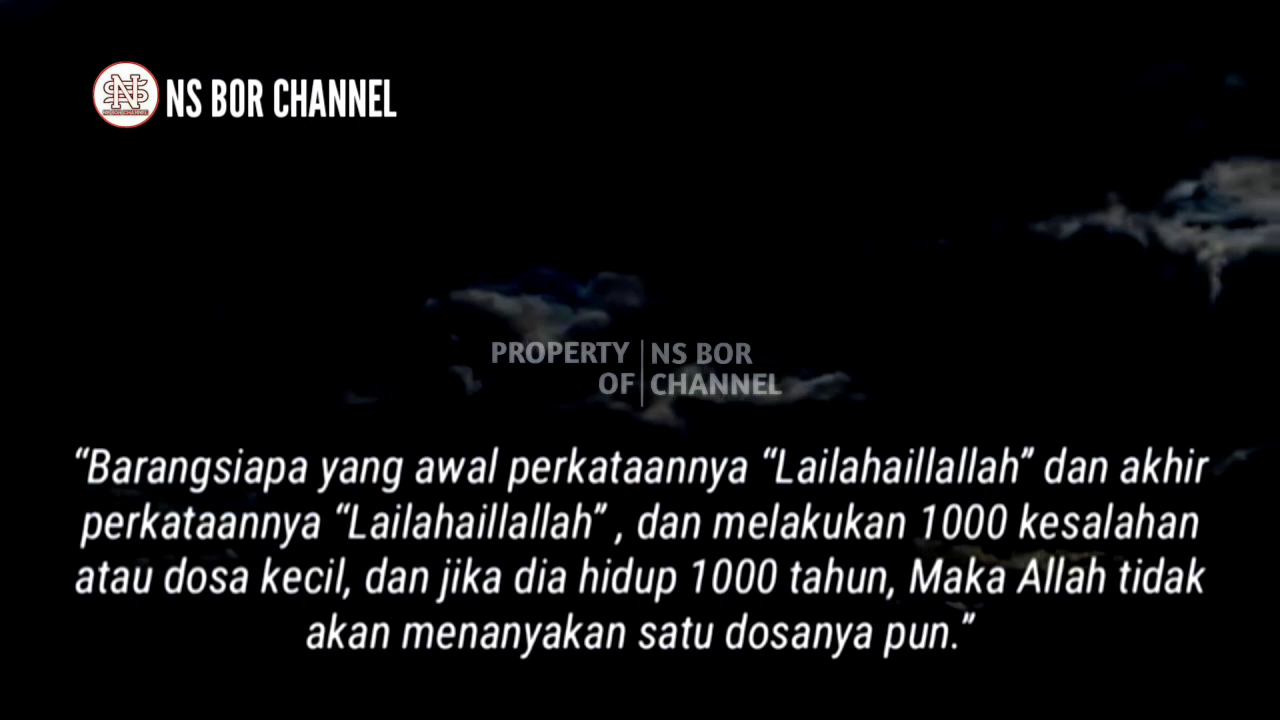 NS BOR CHANNEL
PROPERTY OF NS BOR CHANNEL
“Barangsiapa yang awal perkataannya “Lailahaillallah” dan akhir
perkataannya “Lailahaillallah” , dan melakukan 1000 kesalahan
atau dosa kecil, dan jika dia hidup 1000 tahun, Maka Allah tidak
akan menanyakan satu dosanya pun.”